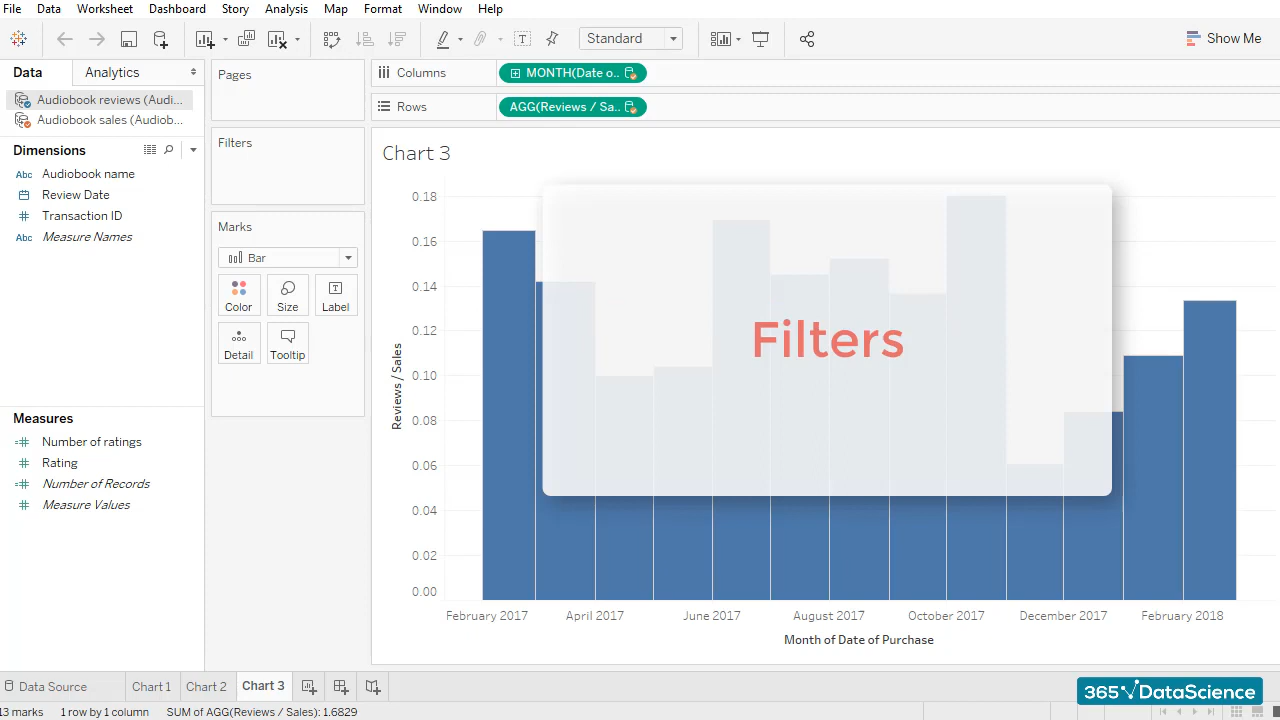 File Data Worksheet Dashboard Story Analysis Map Format Window Help
Standard
Show Me
Data Analytics
Audiobook reviews (Audi...
Audiobook sales (Audiob...
Dimensions
Abc Audiobook name
Review Date
# Transaction ID
Abc Measure Names
Measures
=# Number of ratings
# Rating
=# Number of Records
# Measure Values
Pages
Filters
Marks
Bar
Color Size Label
Detail Tooltip
Columns MONTH(Date o..
Rows AGG(Reviews / Sa..
Chart 3
0.18
0.16
0.14
0.12
0.10
0.08
0.06
0.04
0.02
0.00
Reviews / Sales
Filters
February 2017 April 2017 June 2017 August 2017 October 2017 December 2017 February 2018
Month of Date of Purchase
Data Source Chart 1 Chart 2 Chart 3
365 DataScience
13 marks 1 row by 1 column SUM of AGG(Reviews / Sales): 1.6829